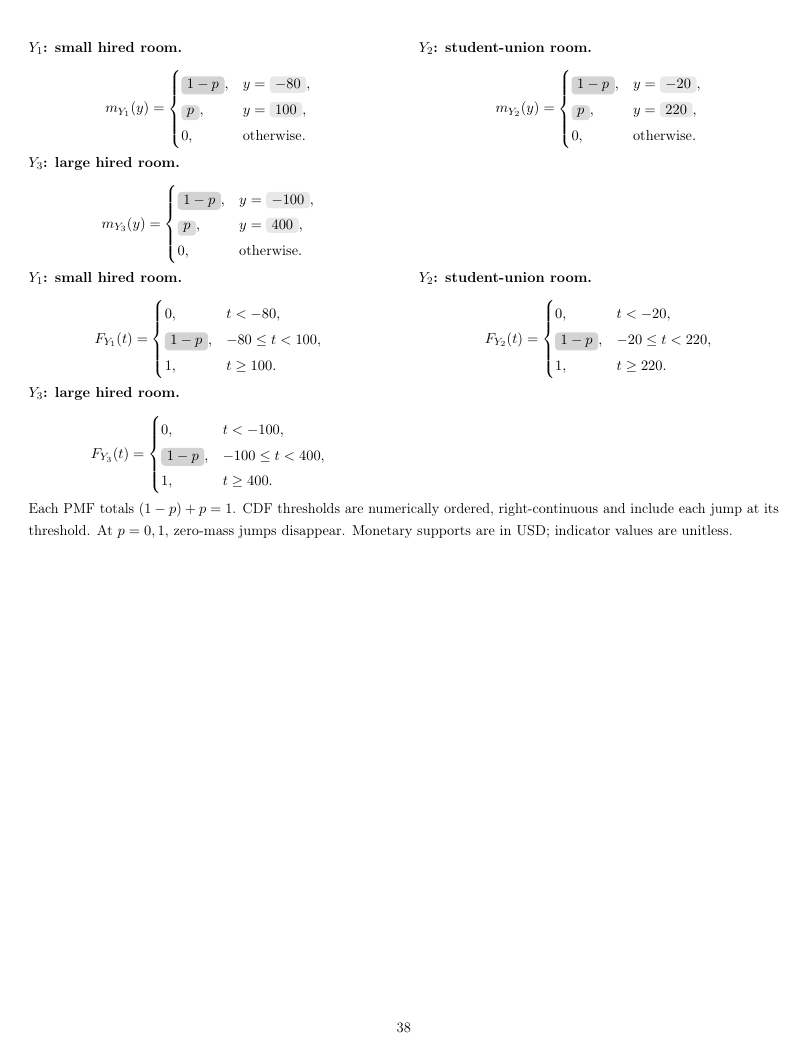 Y₁: small hired room.
m_{Y₁}(y) = { 1 − p, y = −80,
p, y = 100,
0, otherwise.
Y₂: student-union room.
m_{Y₂}(y) = { 1 − p, y = −20,
p, y = 220,
0, otherwise.
Y₃: large hired room.
m_{Y₃}(y) = { 1 − p, y = −100,
p, y = 400,
0, otherwise.
Y₁: small hired room.
F_{Y₁}(t) = { 0, t < −80,
1 − p, −80 ≤ t < 100,
1, t ≥ 100.
Y₂: student-union room.
F_{Y₂}(t) = { 0, t < −20,
1 − p, −20 ≤ t < 220,
1, t ≥ 220.
Y₃: large hired room.
F_{Y₃}(t) = { 0, t < −100,
1 − p, −100 ≤ t < 400,
1, t ≥ 400.
Each PMF totals (1 − p) + p = 1. CDF thresholds are numerically ordered, right-continuous and include each jump at its
threshold. At p = 0, 1, zero-mass jumps disappear. Monetary supports are in USD; indicator values are unitless.
38